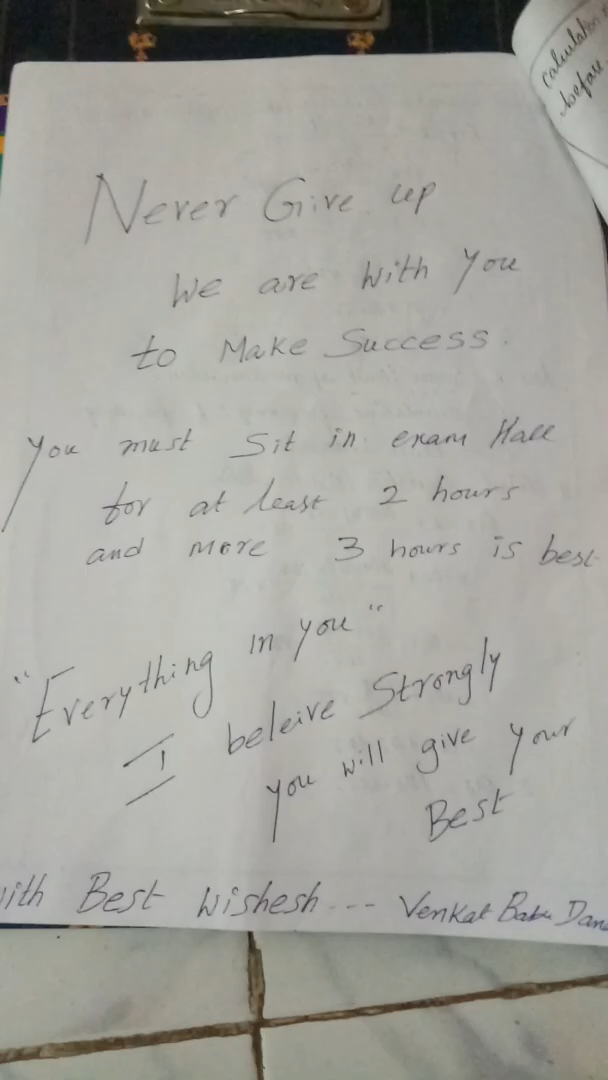 calculation
before
Never Give up
We are with you
to Make Success.
you must Sit in exam Hall
for at least 2 hours
and more 3 hours is best
"Everything in you"
I beleive Strongly
you will give your
Best
with Best Wishesh --- Venkat Babu